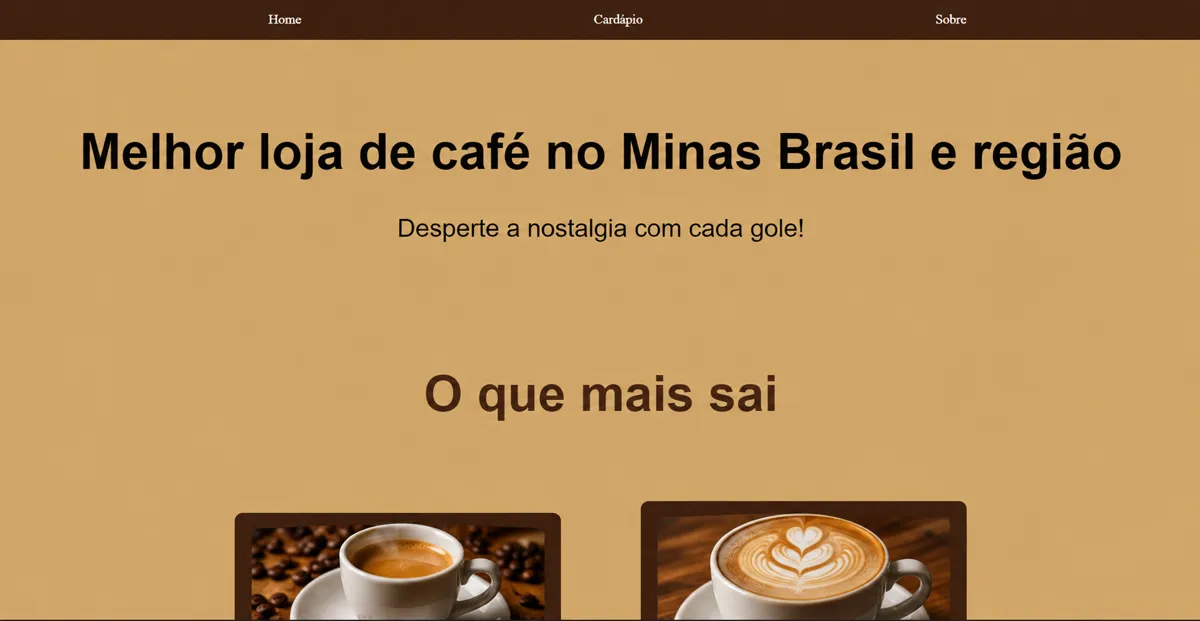 Home
Cardápio
Sobre
Melhor loja de café no Minas Brasil e região
Desperte a nostalgia com cada gole!
O que mais sai